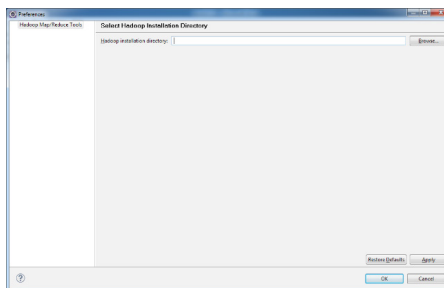 Preferences
Hadoop Map/Reduce Tools
Select Hadoop Installation Directory
Hadoop installation directory:
Browse...
Restore Defaults
Apply
OK
Cancel